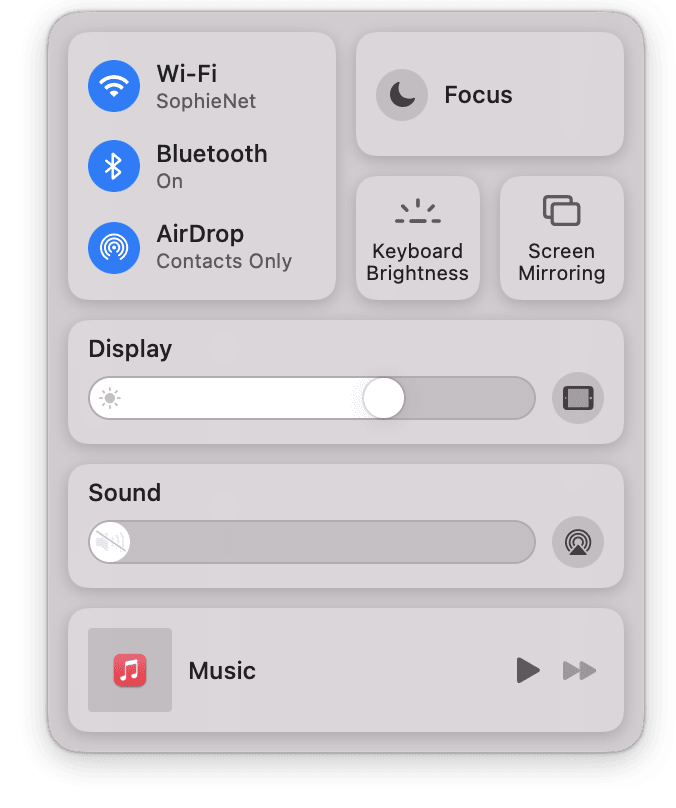 Wi-Fi
SophieNet
Bluetooth
On
AirDrop
Contacts Only
Focus
Keyboard
Brightness
Screen
Mirroring
Display
Sound
Music